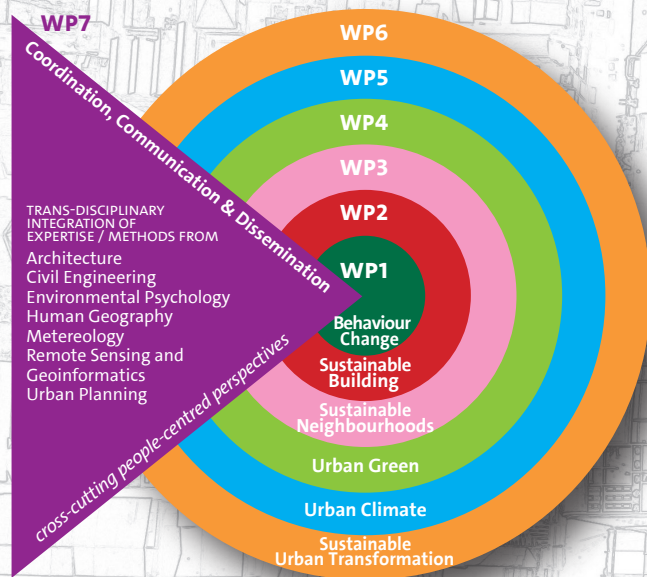 WP7
Coordination, Communication & Dissemination
TRANS-DISCIPLINARY
INTEGRATION OF
EXPERTISE / METHODS FROM
Architecture
Civil Engineering
Environmental Psychology
Human Geography
Metereology
Remote Sensing and
Geoinformatics
Urban Planning
cross-cutting people-centred perspectives
WP6
WP5
WP4
WP3
WP2
WP1
Behaviour
Change
Sustainable
Building
Sustainable
Neighbourhoods
Urban Green
Urban Climate
Sustainable
Urban Transformation